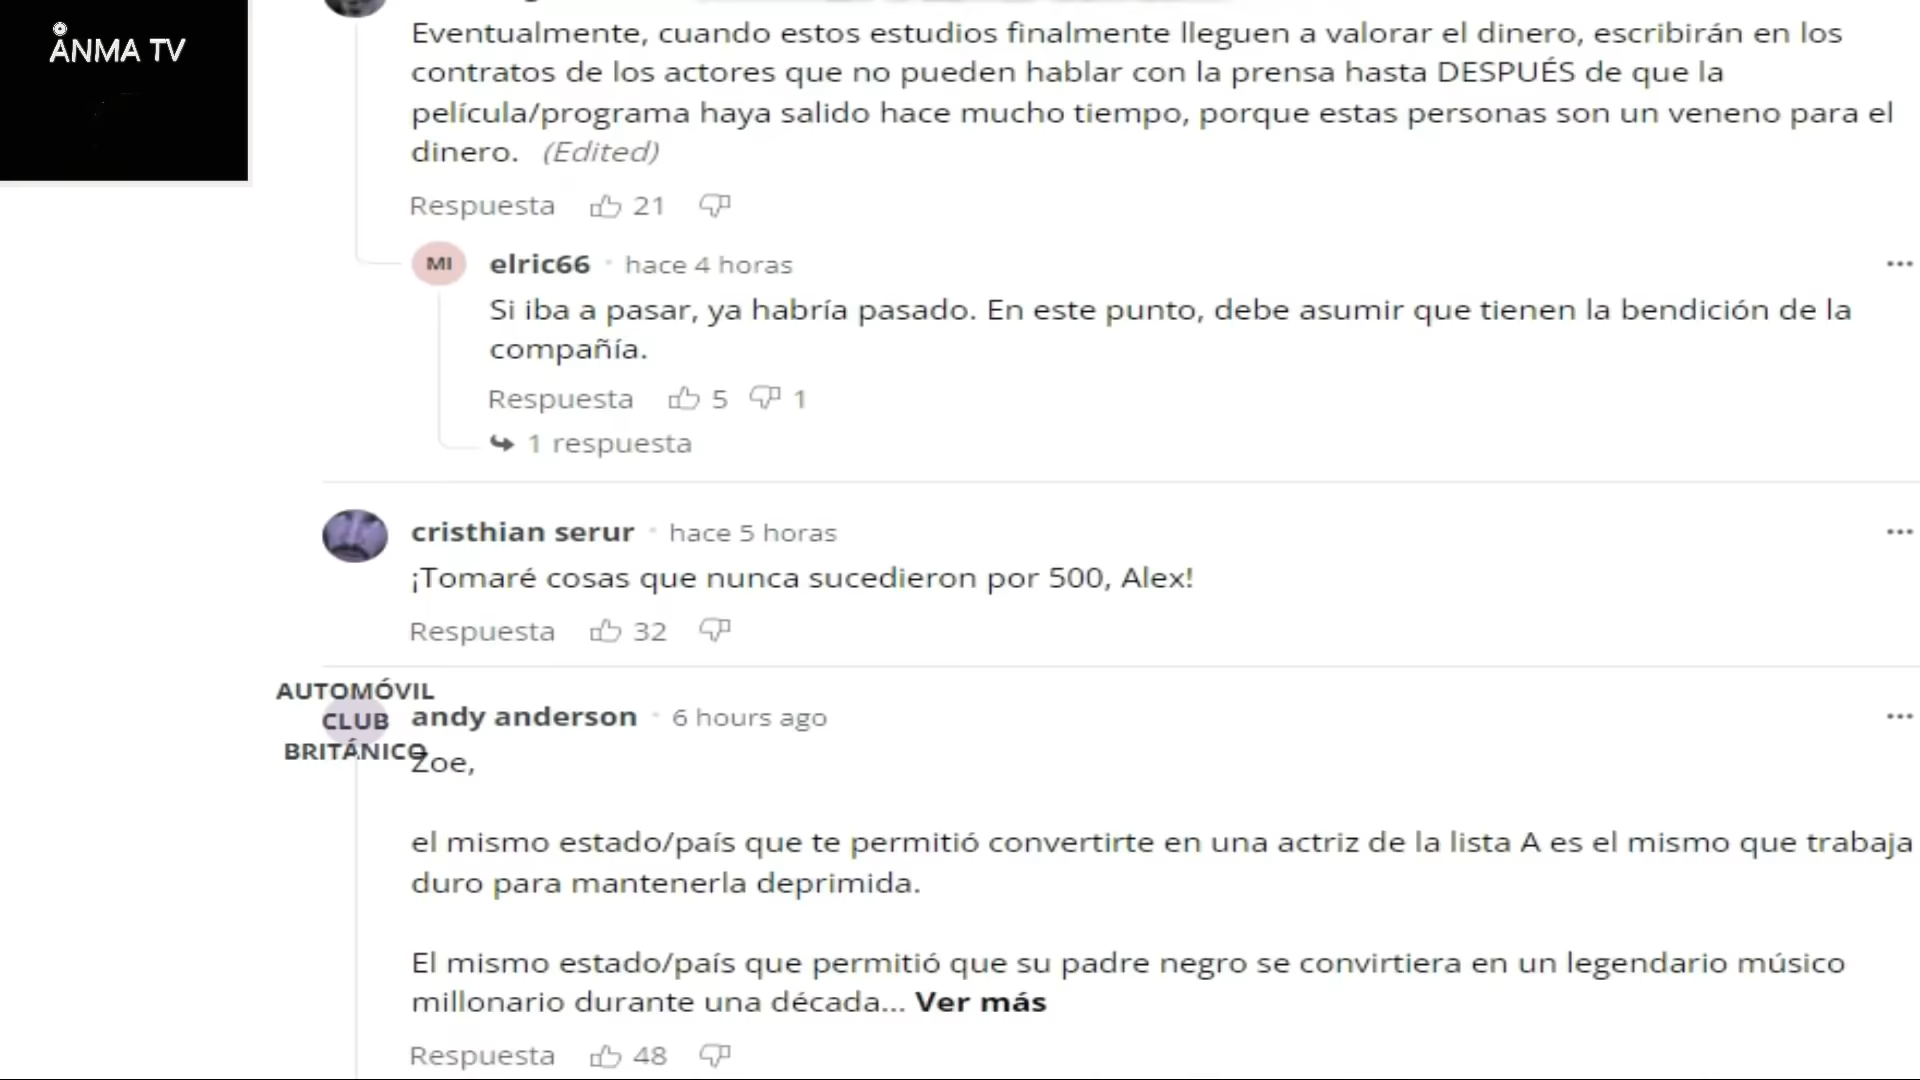 ÅNMA TV
Eventualmente, cuando estos estudios finalmente lleguen a valorar el dinero, escribirán en los
contratos de los actores que no pueden hablar con la prensa hasta DESPUÉS de que la
película/programa haya salido hace mucho tiempo, porque estas personas son un veneno para el
dinero. (Edited)
Respuesta 21
MI elric66 · hace 4 horas ...
Si iba a pasar, ya habría pasado. En este punto, debe asumir que tienen la bendición de la
compañía.
Respuesta 5 1
1 respuesta
cristhian serur · hace 5 horas ...
¡Tomaré cosas que nunca sucedieron por 500, Alex!
Respuesta 32
AUTOMÓVIL
CLUB
BRITÁNICO
andy anderson · 6 hours ago ...
Zoe,
el mismo estado/país que te permitió convertirte en una actriz de la lista A es el mismo que trabaja
duro para mantenerla deprimida.
El mismo estado/país que permitió que su padre negro se convirtiera en un legendario músico
millonario durante una década... Ver más
Respuesta 48